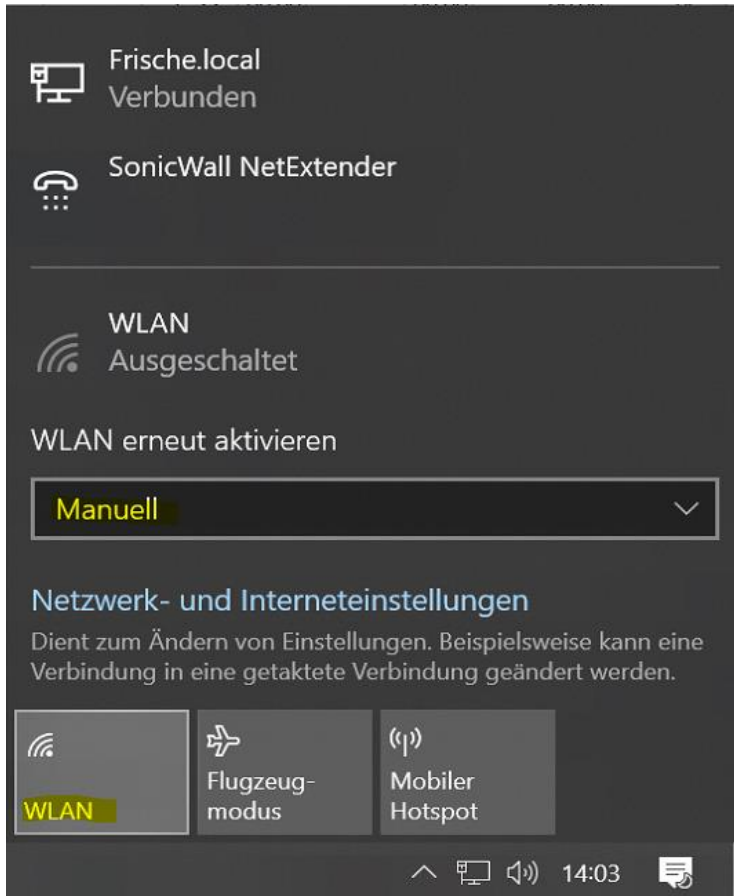 Frische.local
Verbunden
SonicWall NetExtender
WLAN
Ausgeschaltet
WLAN erneut aktivieren
Manuell
Netzwerk- und Interneteinstellungen
Dient zum Ändern von Einstellungen. Beispielsweise kann eine
Verbindung in eine getaktete Verbindung geändert werden.
WLAN
Flugzeug-
modus
Mobiler
Hotspot
14:03